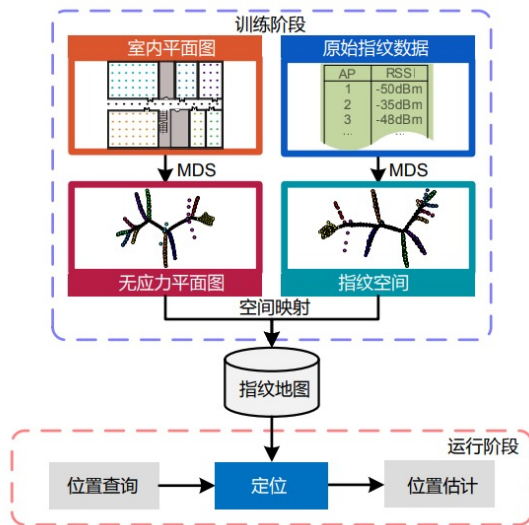 训练阶段
室内平面图
原始指纹数据
AP RSSI
1 -50dBm
2 -35dBm
3 -48dBm
... ...
MDS
MDS
无应力平面图
指纹空间
空间映射
指纹地图
运行阶段
位置查询
定位
位置估计